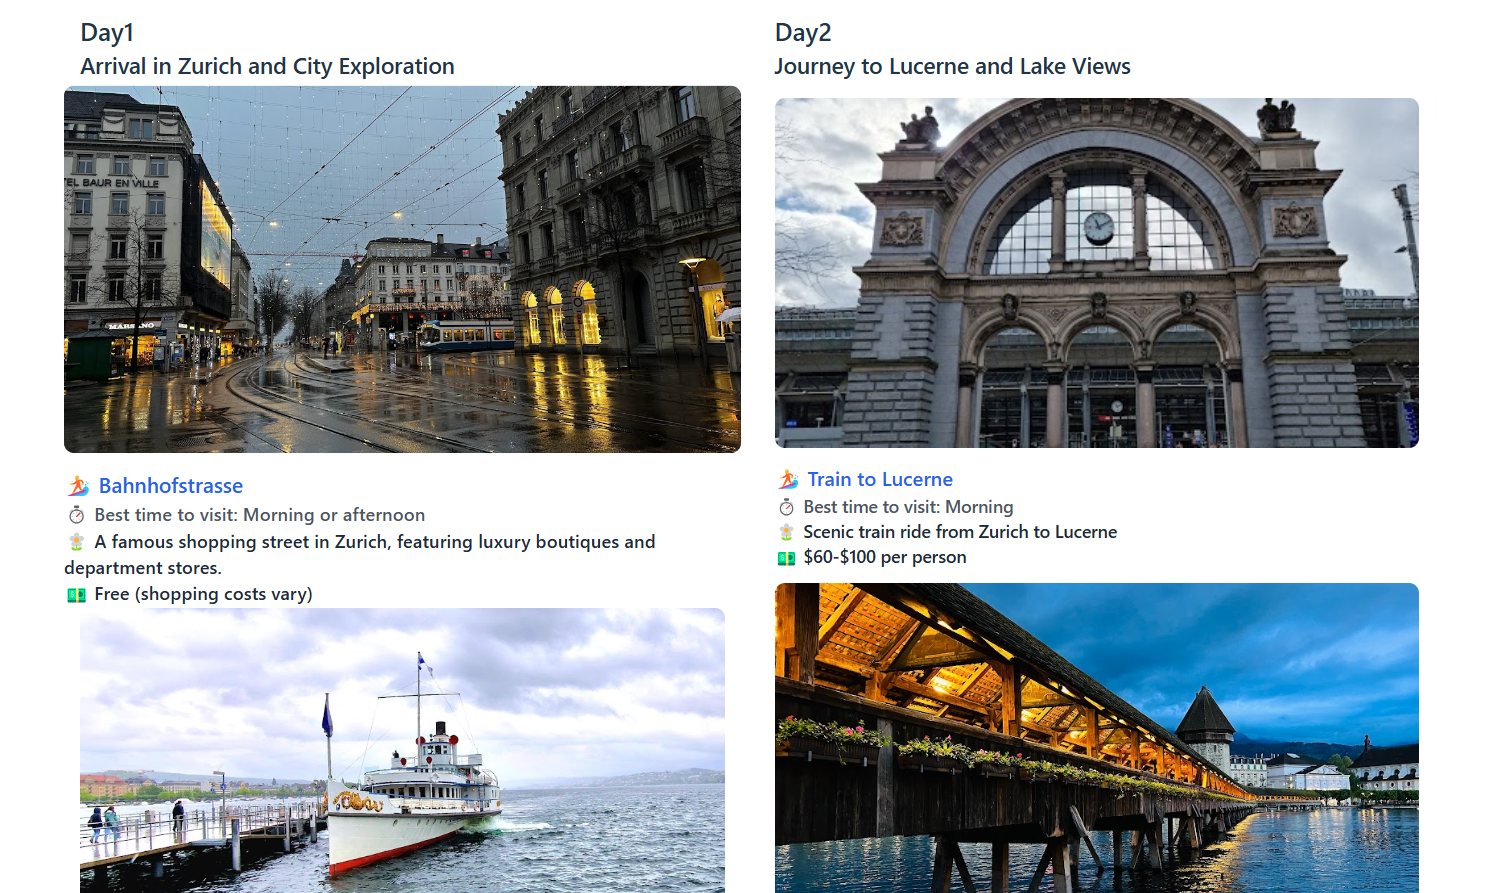 Day1
Arrival in Zurich and City Exploration
TEL BAUR EN VILLE
MARSANO
Bahnhofstrasse
Best time to visit: Morning or afternoon
A famous shopping street in Zurich, featuring luxury boutiques and
department stores.
Free (shopping costs vary)
Day2
Journey to Lucerne and Lake Views
Train to Lucerne
Best time to visit: Morning
Scenic train ride from Zurich to Lucerne
$60-$100 per person